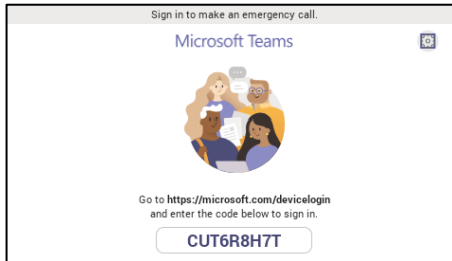 Sign in to make an emergency call.
Microsoft Teams
Go to https://microsoft.com/devicelogin
and enter the code below to sign in.
CUT6R8H7T